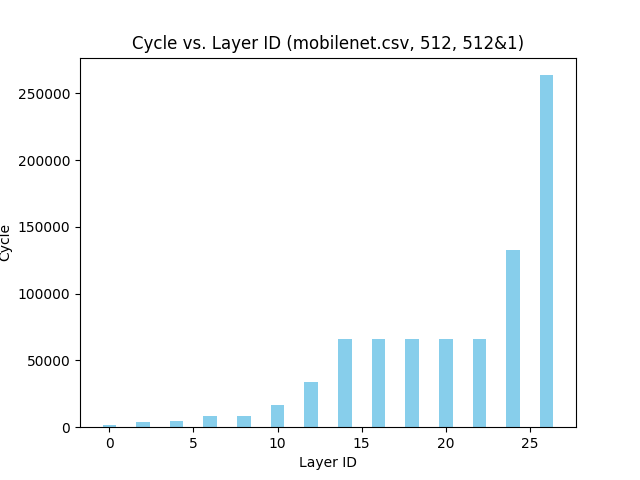 Cycle vs. Layer ID (mobilenet.csv, 512, 512&1)
250000
200000
150000
100000
50000
0
Cycle
0 5 10 15 20 25
Layer ID